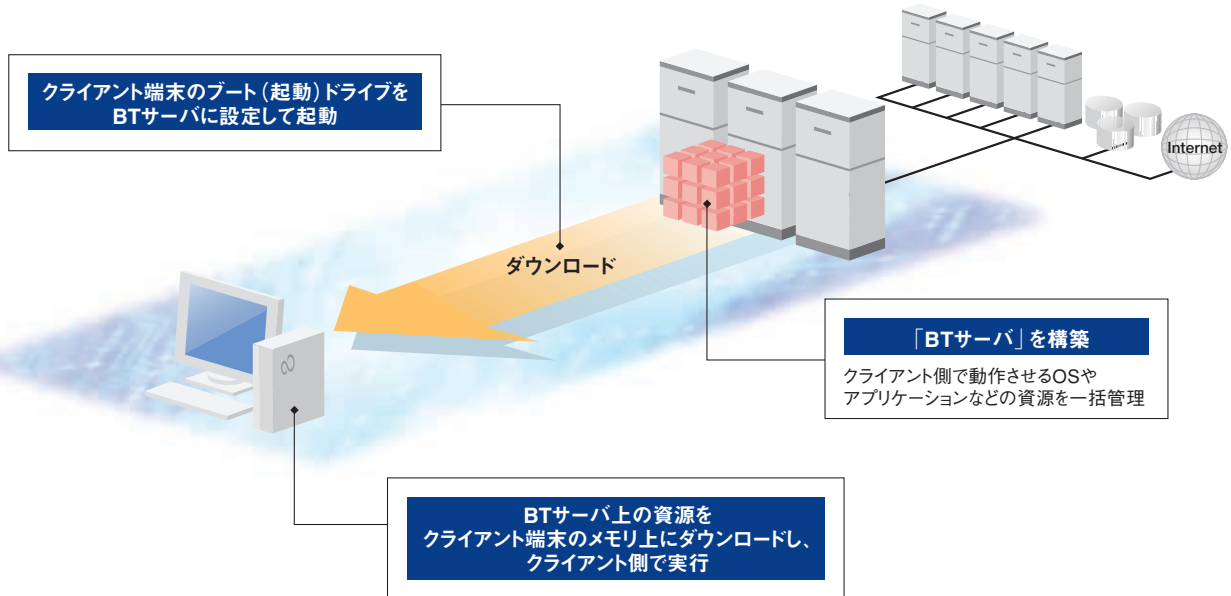 クライアント端末のブート（起動）ドライブを
BTサーバに設定して起動
Internet
ダウンロード
「BTサーバ」を構築
クライアント側で動作させるOSや
アプリケーションなどの資源を一括管理
BTサーバ上の資源を
クライアント端末のメモリ上にダウンロードし、
クライアント側で実行